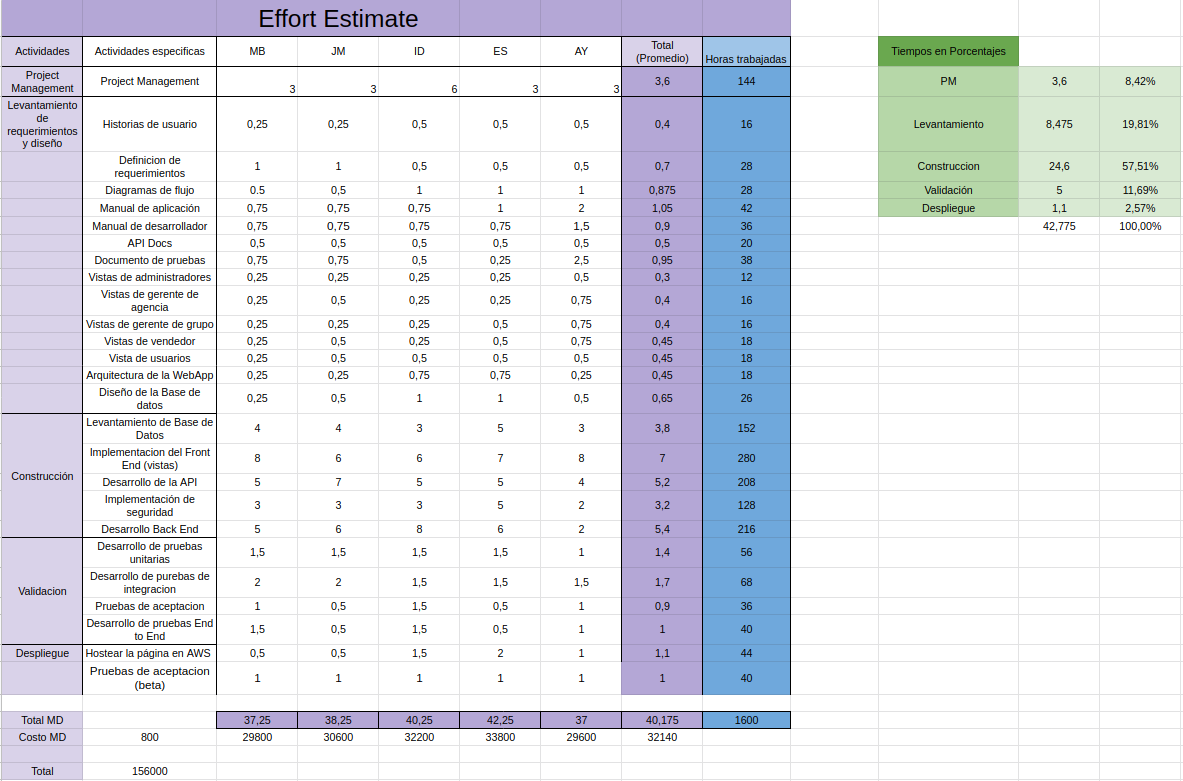 Effort Estimate
Actividades Actividades especificas MB JM ID ES AY Total (Promedio) Horas trabajadas Tiempos en Porcentajes
Project Management Project Management 3 3 6 3 3 3,6 144 PM 3,6 8,42%
Levantamiento de requerimientos y diseño Historias de usuario 0,25 0,25 0,5 0,5 0,5 0,4 16 Levantamiento 8,475 19,81%
Definicion de requerimientos 1 1 0,5 0,5 0,5 0,7 28 Construccion 24,6 57,51%
Diagramas de flujo 0.5 0,5 1 1 1 0,875 28 Validación 5 11,69%
Manual de aplicación 0,75 0,75 0,75 1 2 1,05 42 Despliegue 1,1 2,57%
Manual de desarrollador 0,75 0,75 0,75 0,75 1,5 0,9 36 42,775 100,00%
API Docs 0,5 0,5 0,5 0,5 0,5 0,5 20
Documento de pruebas 0,75 0,75 0,5 0,25 2,5 0,95 38
Vistas de administradores 0,25 0,25 0,25 0,25 0,5 0,3 12
Vistas de gerente de agencia 0,25 0,5 0,25 0,25 0,75 0,4 16
Vistas de gerente de grupo 0,25 0,25 0,25 0,5 0,75 0,4 16
Vistas de vendedor 0,25 0,5 0,25 0,5 0,75 0,45 18
Vista de usuarios 0,25 0,5 0,5 0,5 0,5 0,45 18
Arquitectura de la WebApp 0,25 0,25 0,75 0,75 0,25 0,45 18
Diseño de la Base de datos 0,25 0,5 1 1 0,5 0,65 26
Construcción Levantamiento de Base de Datos 4 4 3 5 3 3,8 152
Implementacion del Front End (vistas) 8 6 6 7 8 7 280
Desarrollo de la API 5 7 5 5 4 5,2 208
Implementación de seguridad 3 3 3 5 2 3,2 128
Desarrollo Back End 5 6 8 6 2 5,4 216
Validacion Desarrollo de pruebas unitarias 1,5 1,5 1,5 1,5 1 1,4 56
Desarrollo de purebas de integracion 2 2 1,5 1,5 1,5 1,7 68
Pruebas de aceptacion 1 0,5 1,5 0,5 1 0,9 36
Desarrollo de pruebas End to End 1,5 0,5 1,5 0,5 1 1 40
Despliegue Hostear la página en AWS 0,5 0,5 1,5 2 1 1,1 44
Pruebas de aceptacion (beta) 1 1 1 1 1 1 40
Total MD 37,25 38,25 40,25 42,25 37 40,175 1600
Costo MD 800 29800 30600 32200 33800 29600 32140
Total 156000